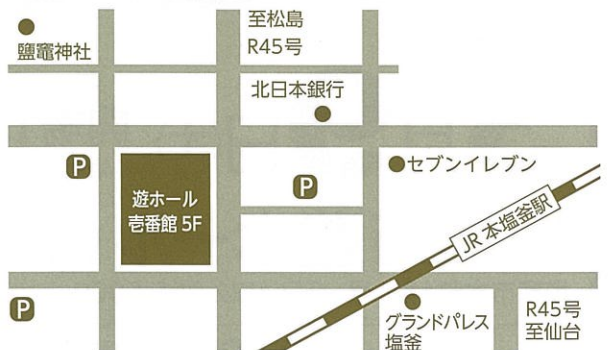 至松島
R45号
鹽竈神社
北日本銀行
P
セブンイレブン
P
遊ホール
壱番館 5F
JR 本塩釜駅
P
グランドパレス
塩釜
R45号
至仙台